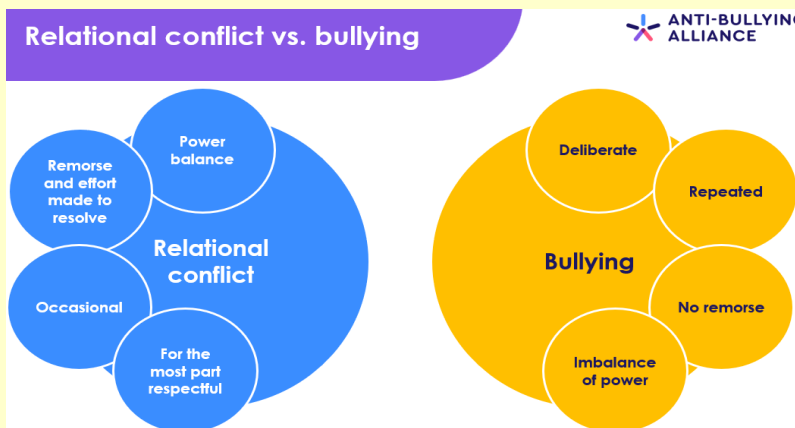 Relational conflict vs. bullying
ANTI-BULLYING
ALLIANCE
Power
balance
Remorse
and effort
made to
resolve
Relational
conflict
Occasional
For the
most part
respectful
Deliberate
Repeated
Bullying
No remorse
Imbalance
of power